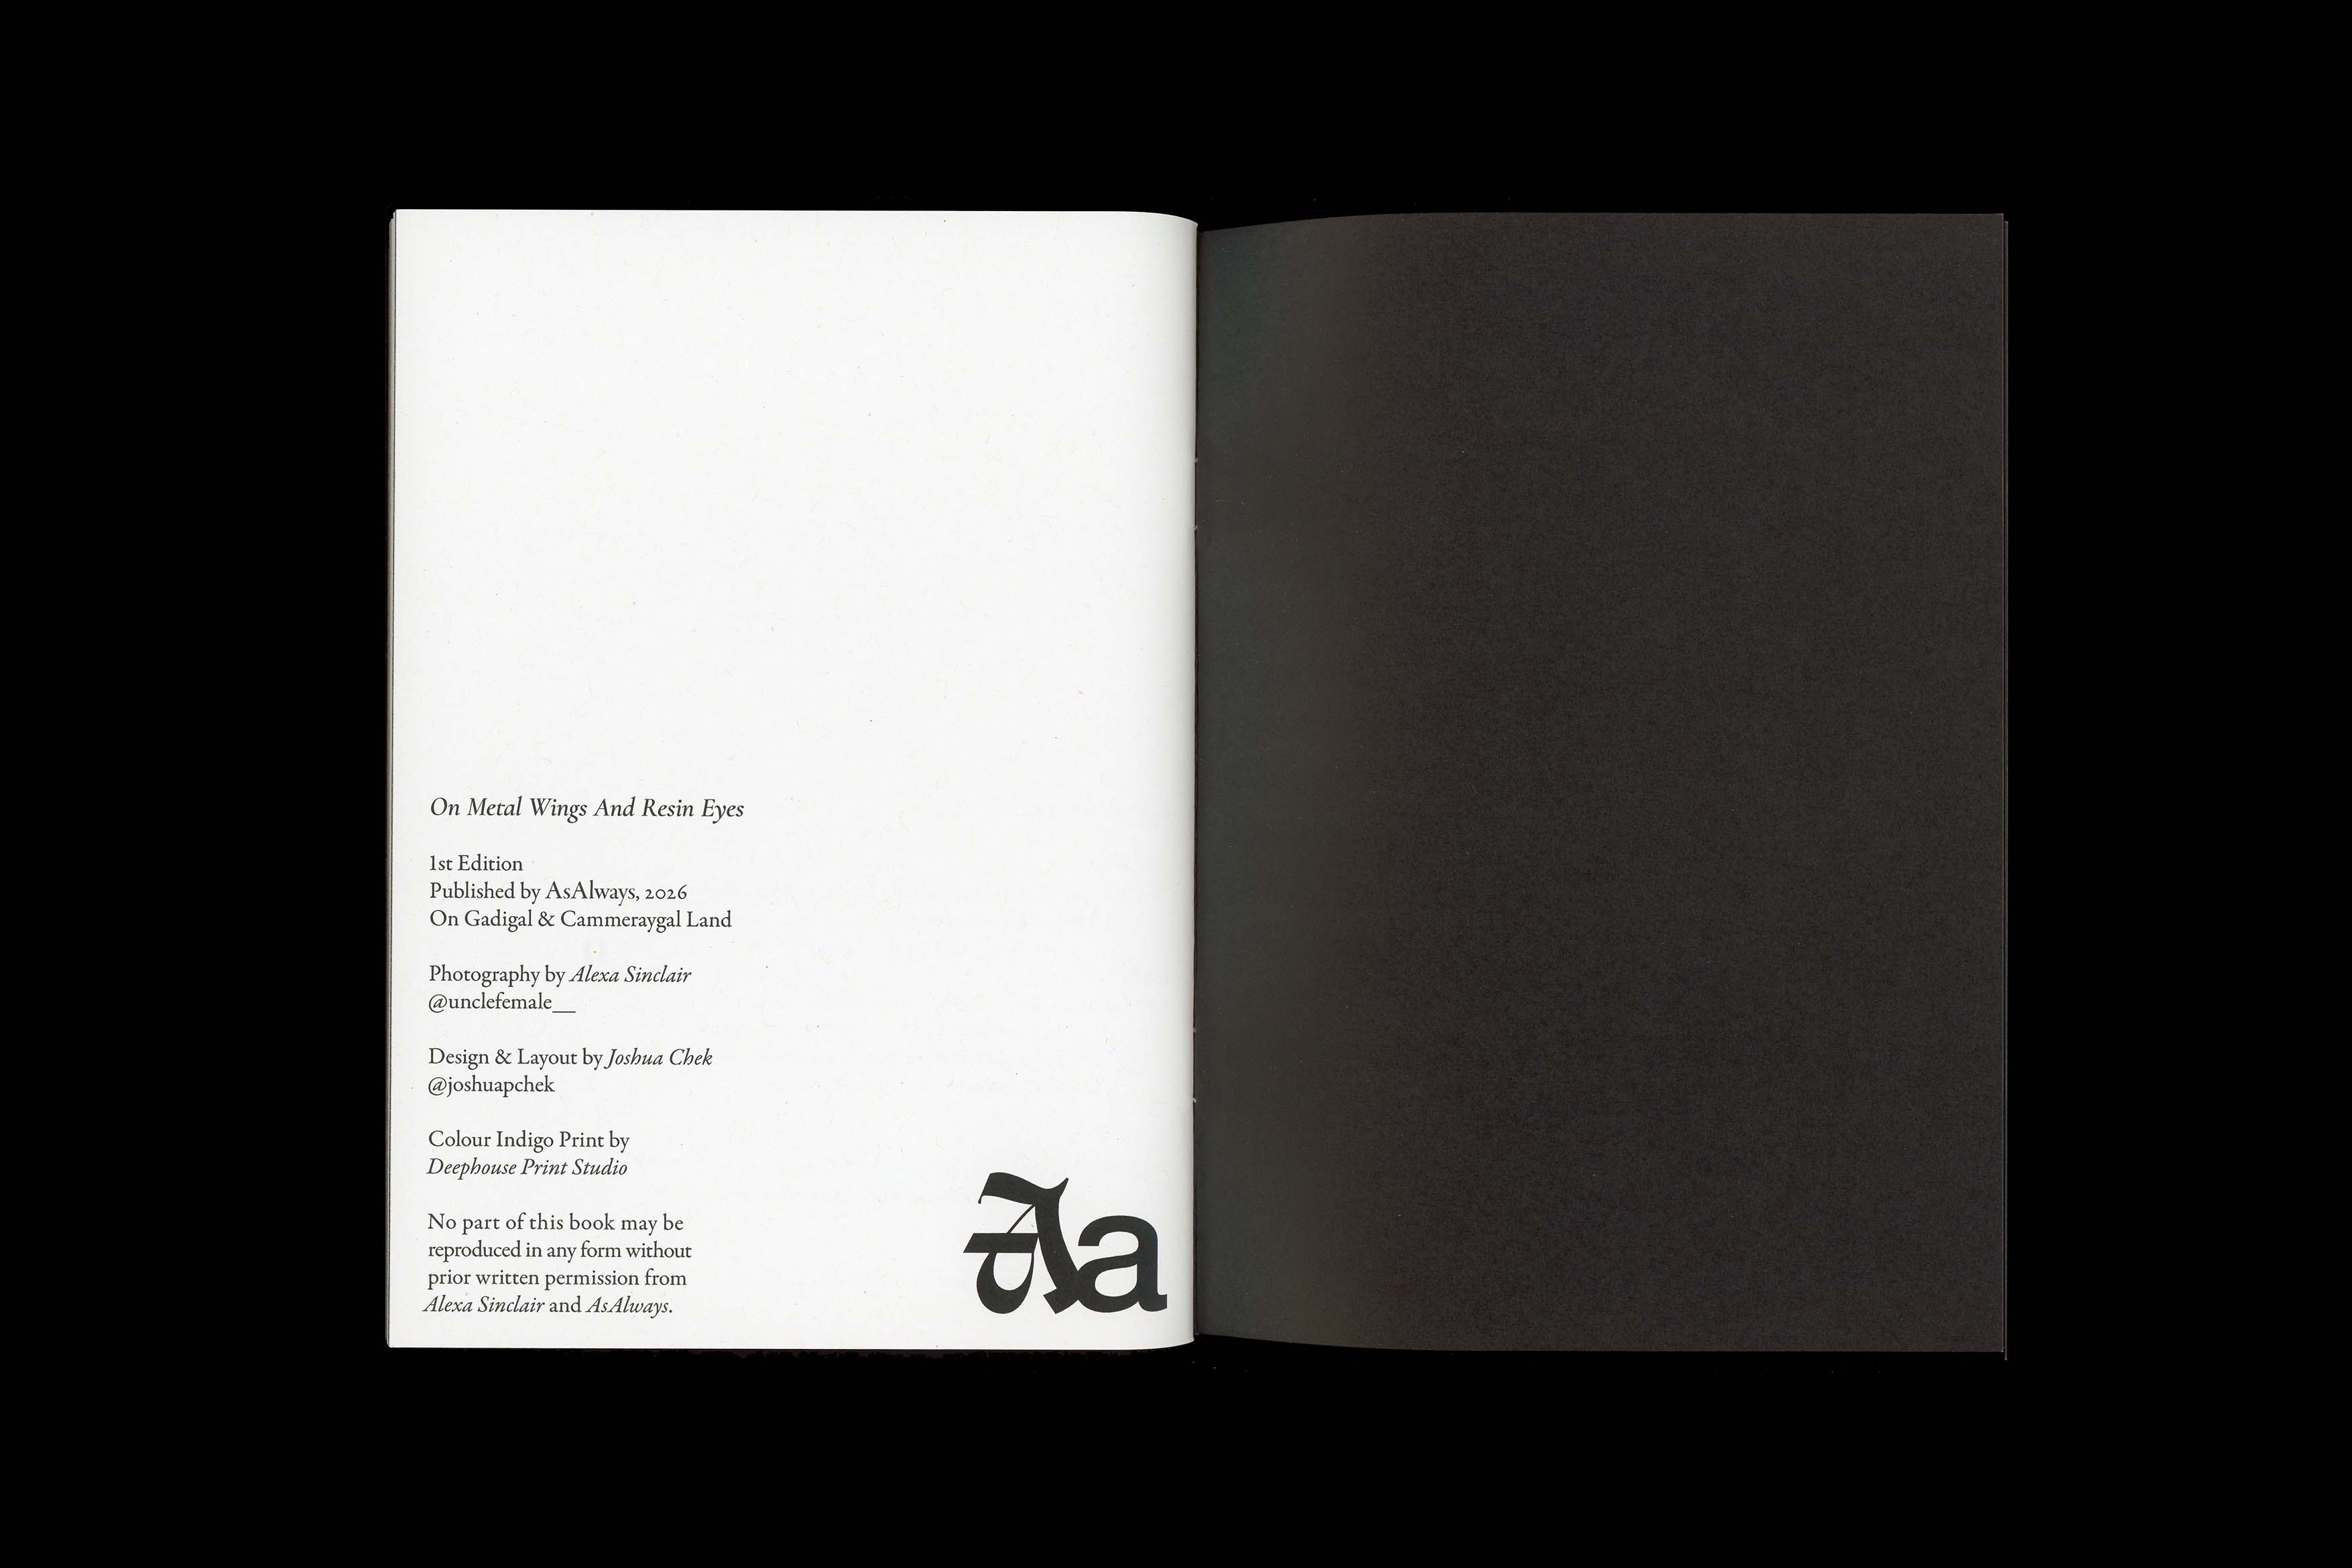 On Metal Wings And Resin Eyes
1st Edition
Published by AsAlways, 2026
On Gadigal & Cammeraygal Land
Photography by Alexa Sinclair
@unclefemale__
Design & Layout by Joshua Chek
@joshuapchek
Colour Indigo Print by
Deephouse Print Studio
No part of this book may be
reproduced in any form without
prior written permission from
Alexa Sinclair and AsAlways.
Aa